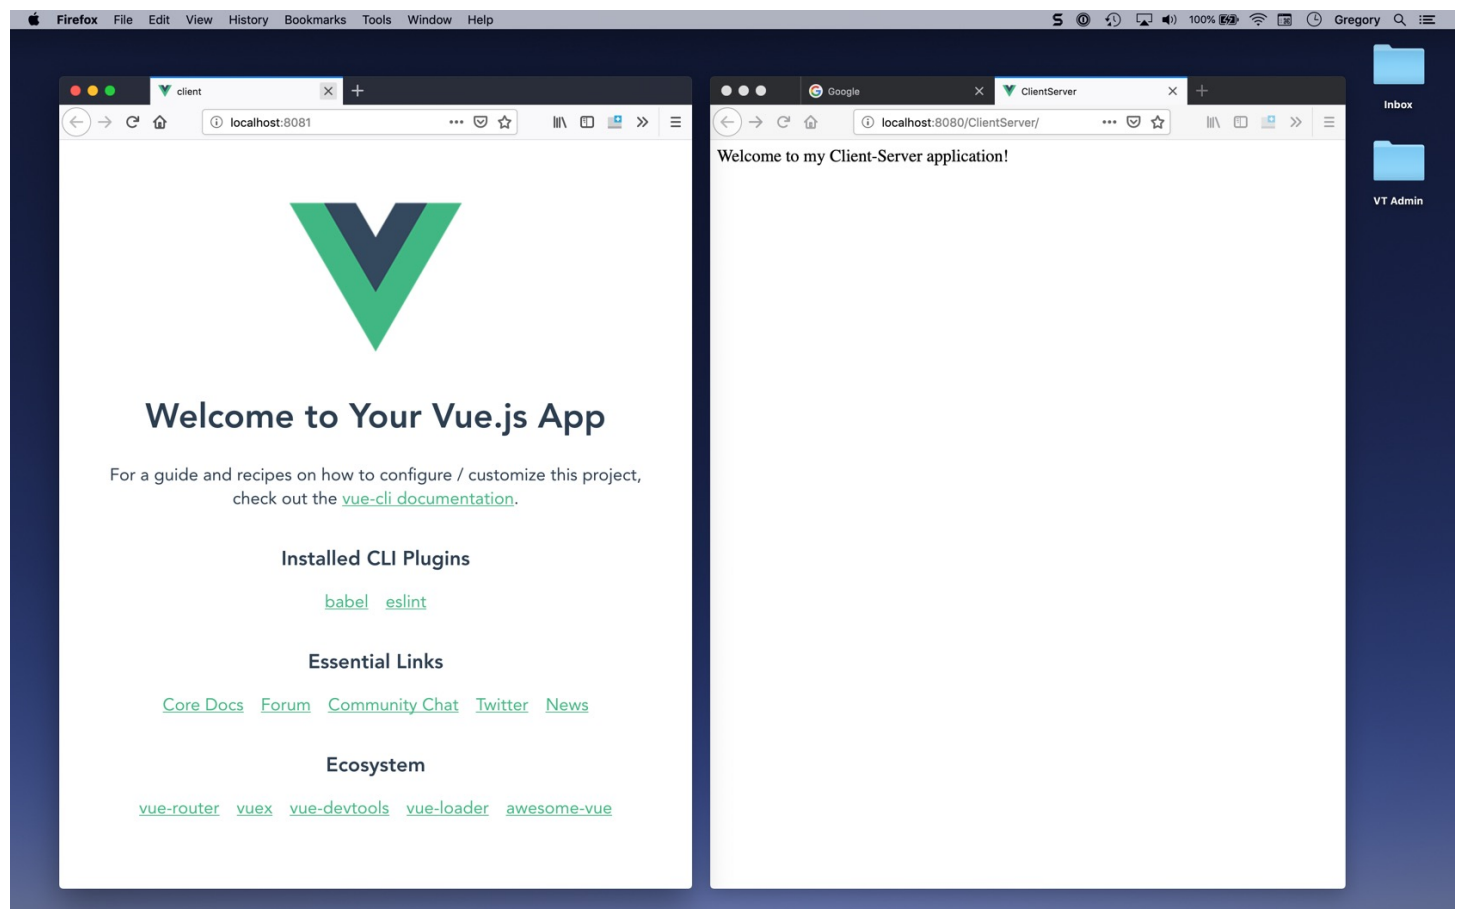 Firefox File Edit View History Bookmarks Tools Window Help 100% Gregory
client
localhost:8081
Welcome to Your Vue.js App
For a guide and recipes on how to configure / customize this project,
check out the vue-cli documentation.
Installed CLI Plugins
babel eslint
Essential Links
Core Docs Forum Community Chat Twitter News
Ecosystem
vue-router vuex vue-devtools vue-loader awesome-vue
Google ClientServer
localhost:8080/ClientServer/
Welcome to my Client-Server application!
Inbox
VT Admin